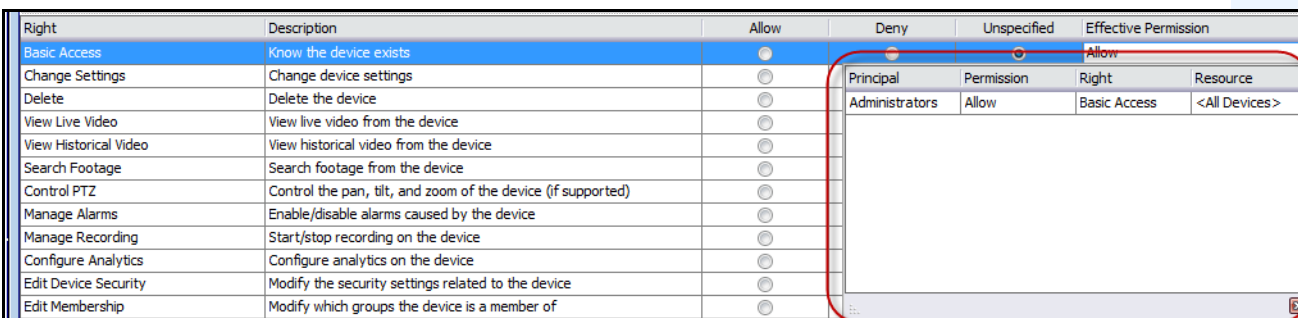 Right Description Allow Deny Unspecified Effective Permission
Basic Access Know the device exists Allow
Change Settings Change device settings
Principal Permission Right Resource
Delete Delete the device
Administrators Allow Basic Access <All Devices>
View Live Video View live video from the device
View Historical Video View historical video from the device
Search Footage Search footage from the device
Control PTZ Control the pan, tilt, and zoom of the device (if supported)
Manage Alarms Enable/disable alarms caused by the device
Manage Recording Start/stop recording on the device
Configure Analytics Configure analytics on the device
Edit Device Security Modify the security settings related to the device
Edit Membership Modify which groups the device is a member of